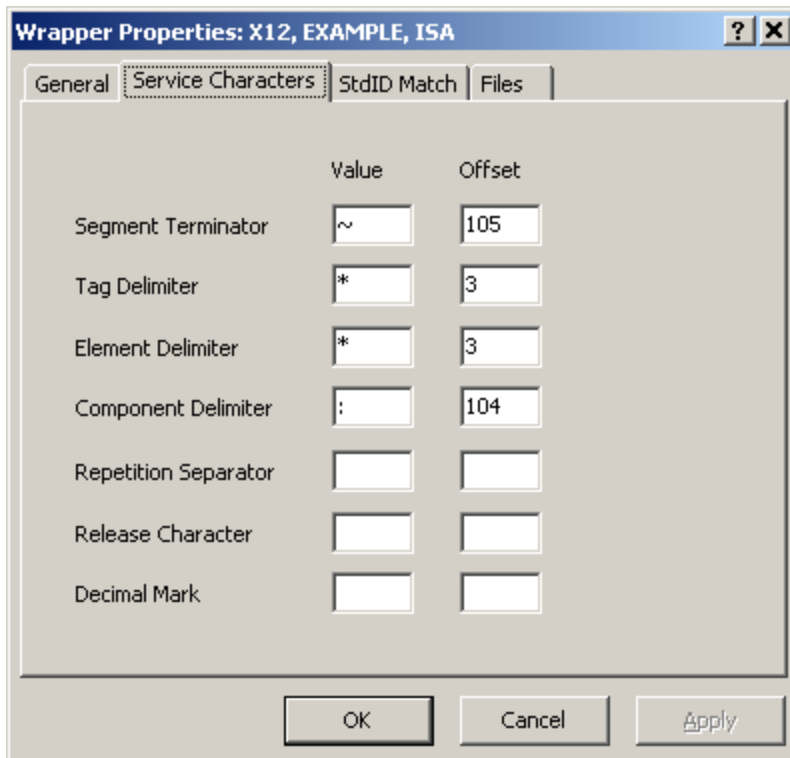 Wrapper Properties: X12, EXAMPLE, ISA
General Service Characters StdID Match Files
Value Offset
Segment Terminator ~ 105
Tag Delimiter * 3
Element Delimiter * 3
Component Delimiter : 104
Repetition Separator
Release Character
Decimal Mark
OK Cancel Apply